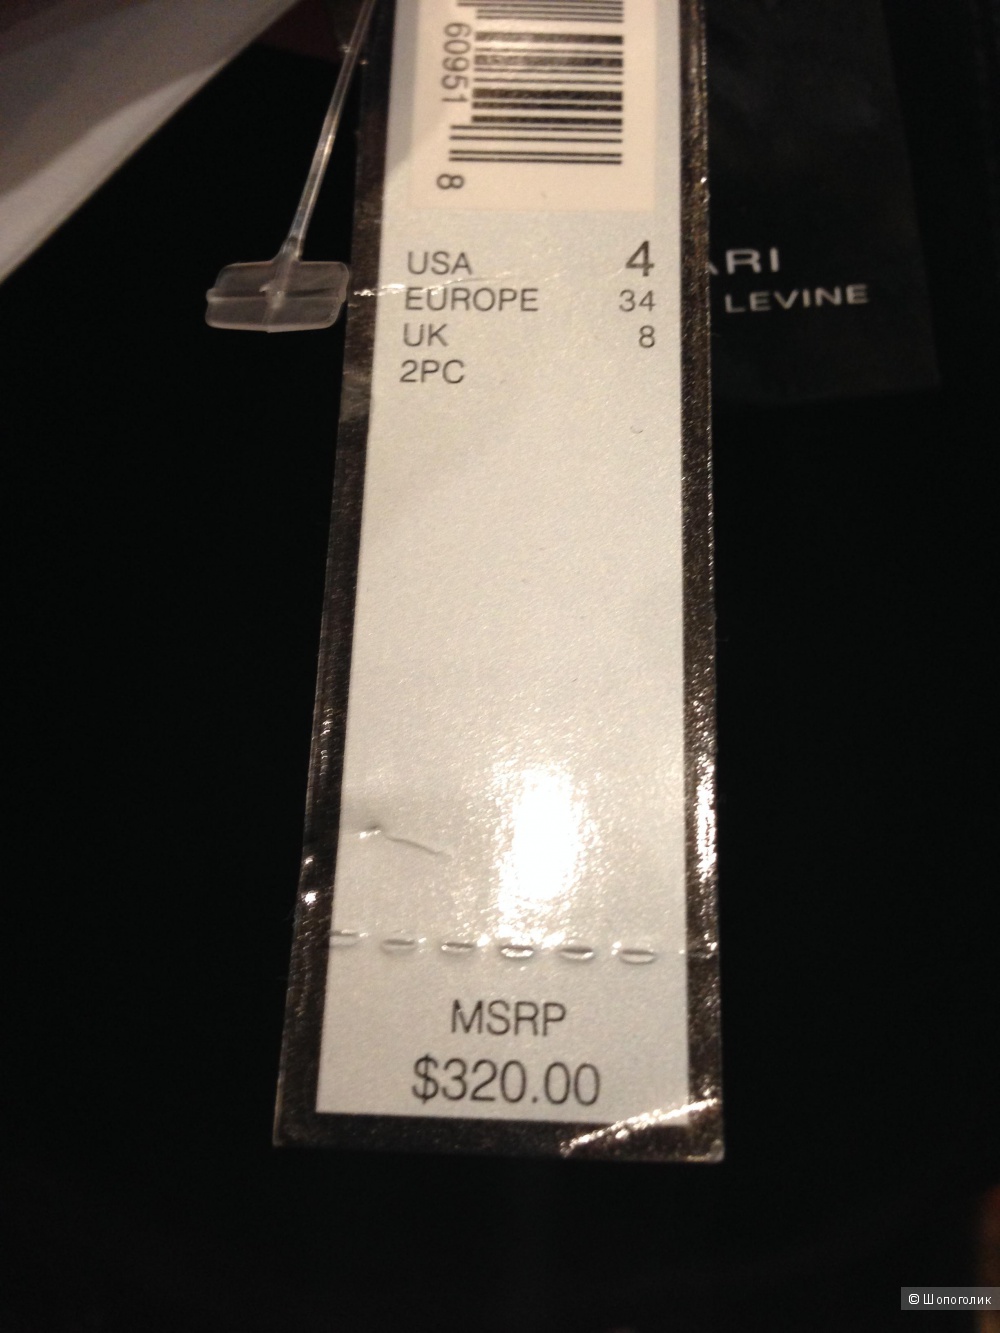 60951 8
USA 4
EUROPE 34
UK 8
2PC
MSRP
$320.00
ARI
LEVINE
© Шопоголик